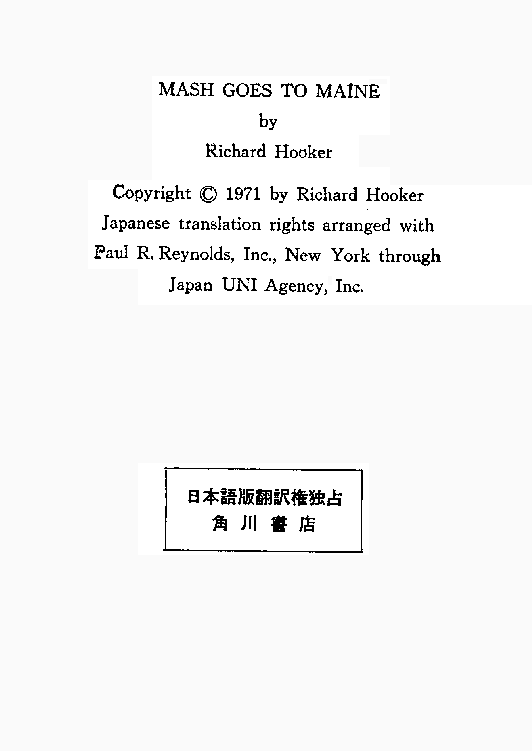 MASH GOES TO MAINE
by
Richard Hooker
Copyright © 1971 by Richard Hooker
Japanese translation rights arranged with
Paul R. Reynolds, Inc., New York through
Japan UNI Agency, Inc.
日本語版翻訳権独占
角川書店